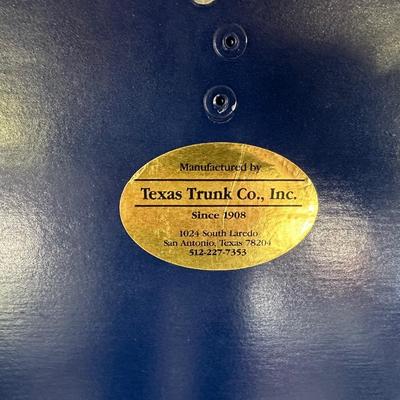 Manufactured by
Texas Trunk Co., Inc.
Since 1908
1024 South Laredo
San Antonio, Texas 78204
512-227-7353